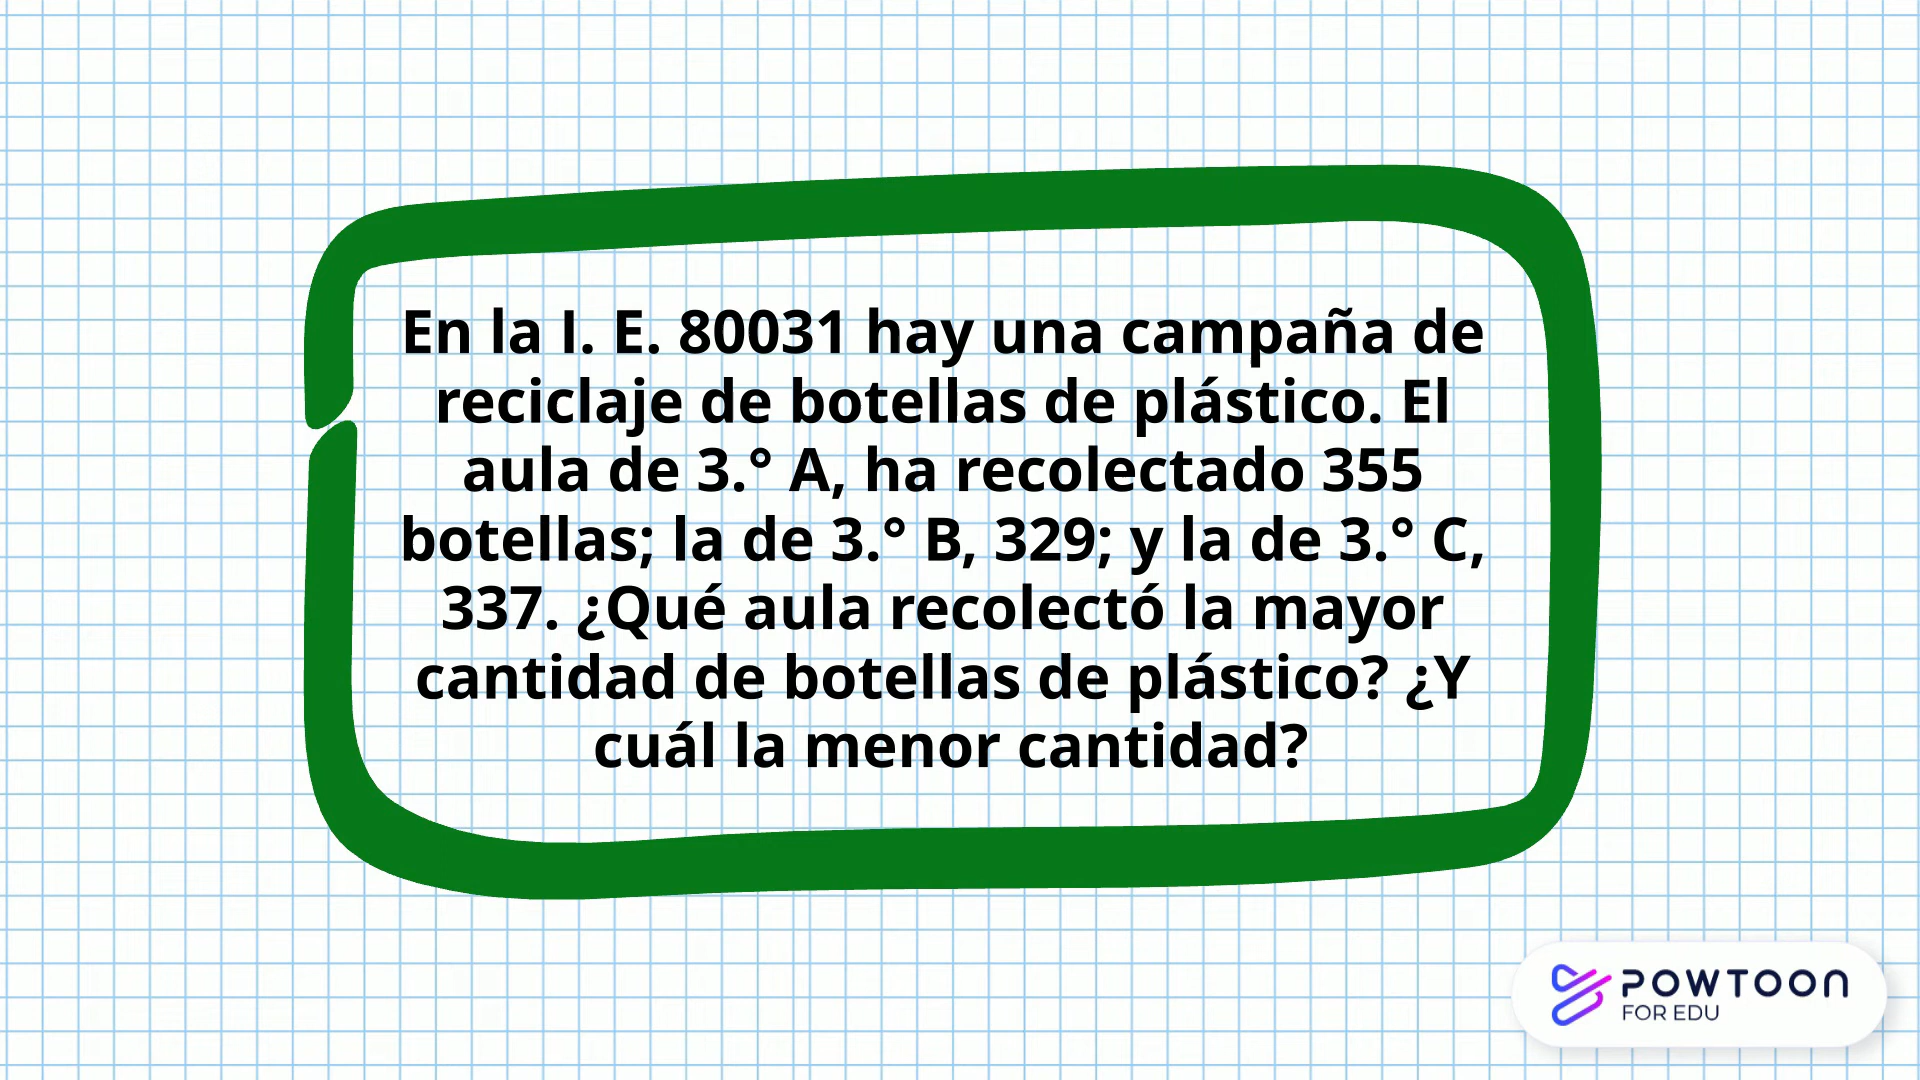 En la I. E. 80031 hay una campaña de
reciclaje de botellas de plástico. El
aula de 3.° A, ha recolectado 355
botellas; la de 3.° B, 329; y la de 3.° C,
337. ¿Qué aula recolectó la mayor
cantidad de botellas de plástico? ¿Y
cuál la menor cantidad?
POWTOON
FOR EDU